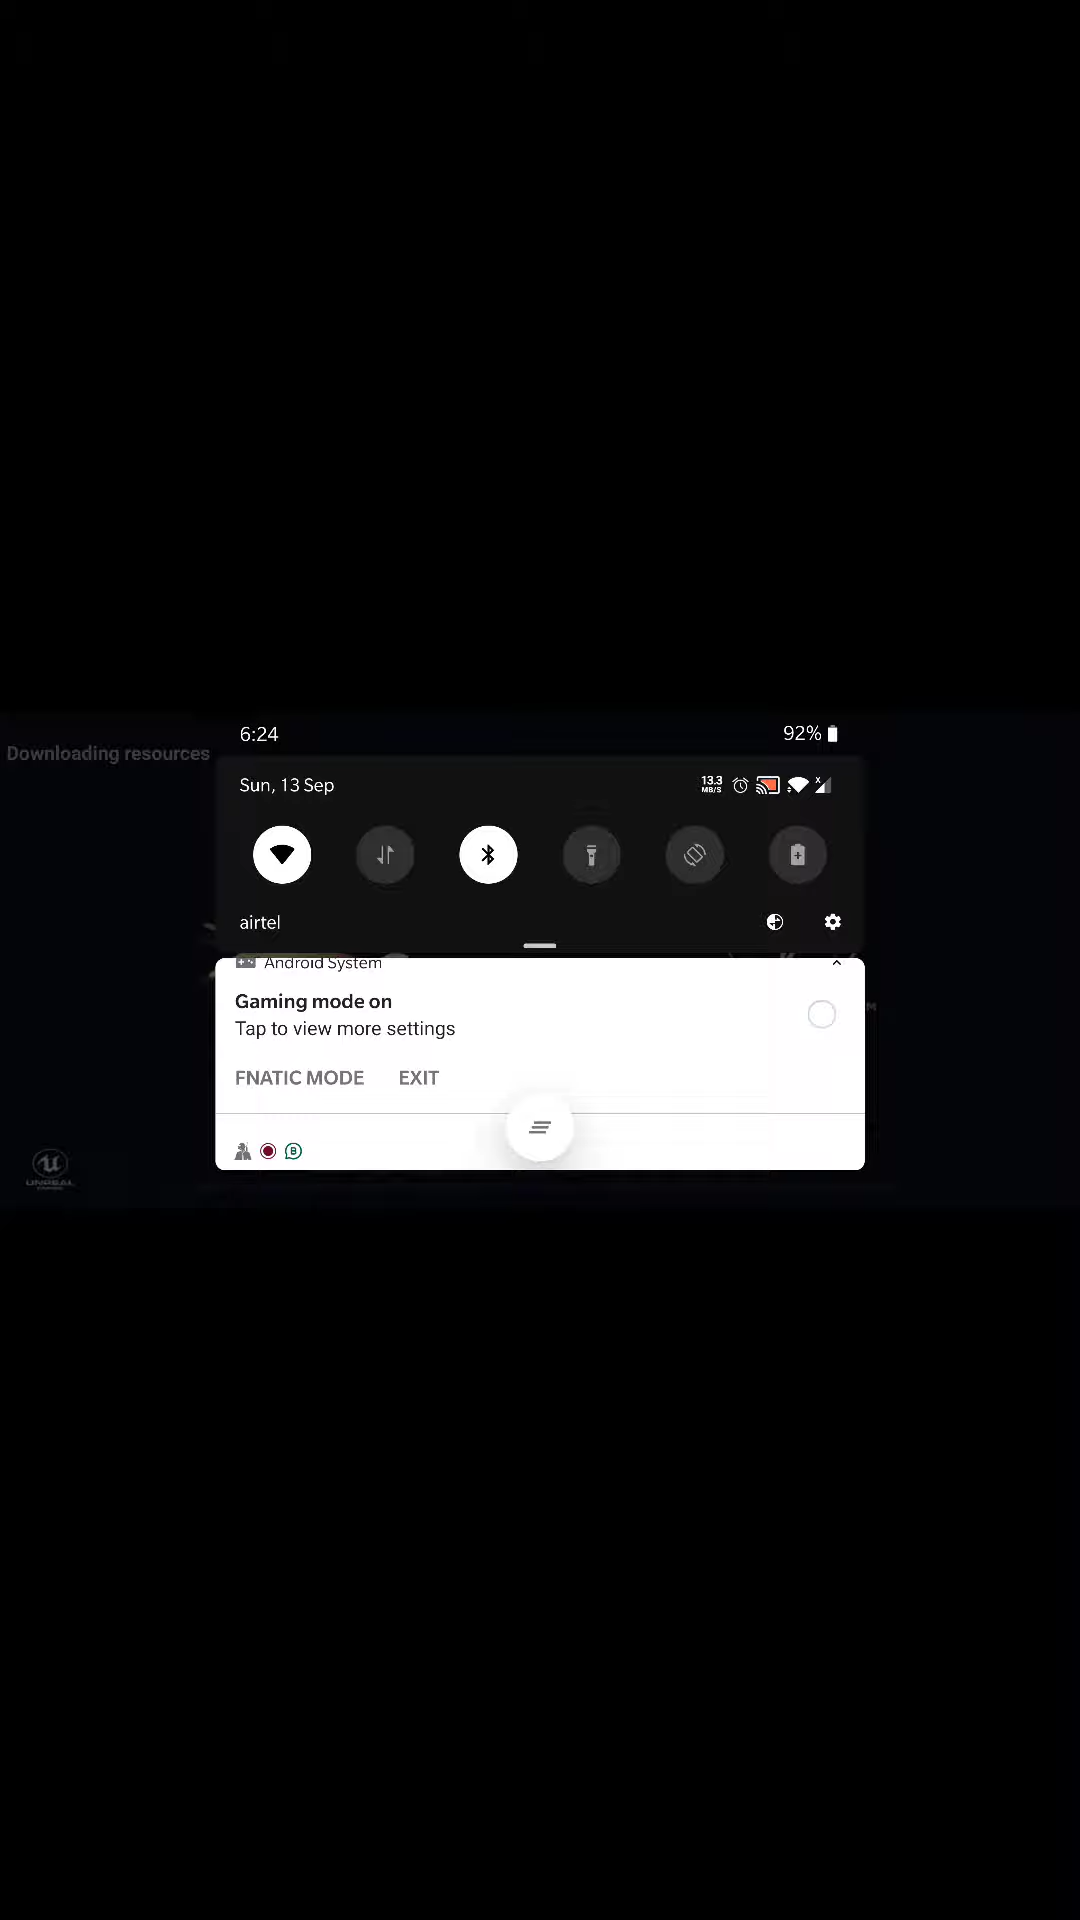 6:24
92%
Downloading resources
Sun, 13 Sep
13.3
MB/S
airtel
Android System
Gaming mode on
Tap to view more settings
FNATIC MODE
EXIT
UNREAL